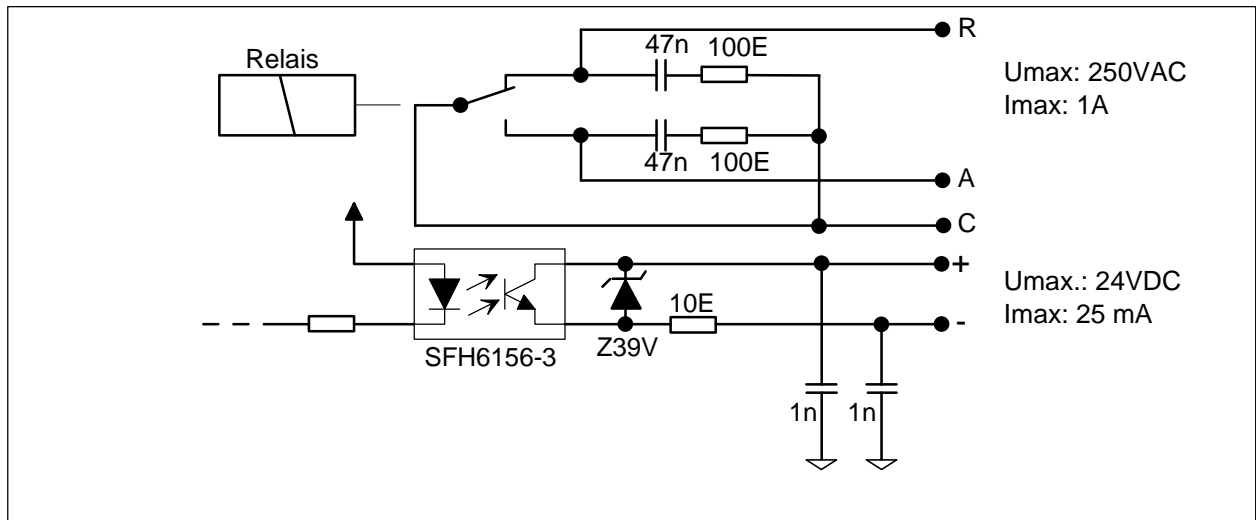 Relais
47n 100E
R
Umax: 250VAC
Imax: 1A
47n 100E
A
C
+
Umax.: 24VDC
Imax: 25 mA
10E
-
SFH6156-3
Z39V
1n 1n